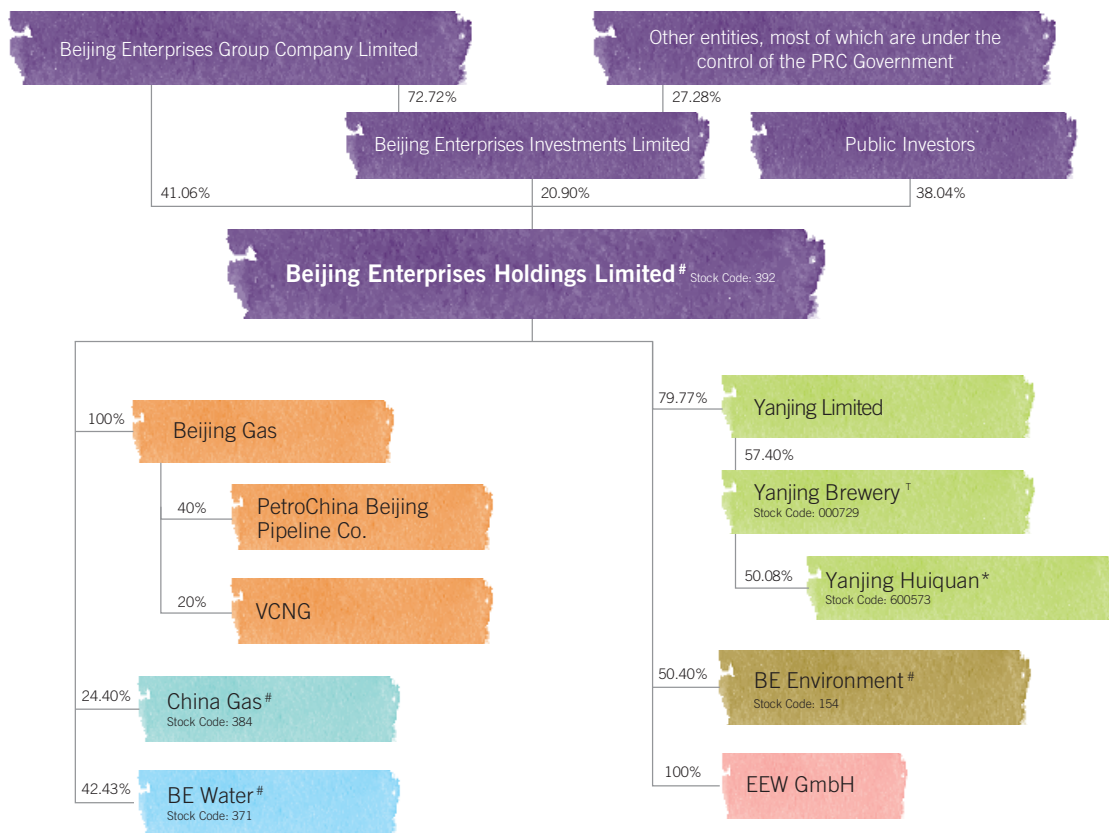 Beijing Enterprises Group Company Limited
Other entities, most of which are under the
control of the PRC Government
72.72%
27.28%
Beijing Enterprises Investments Limited
Public Investors
41.06%
20.90%
38.04%
Beijing Enterprises Holdings Limited# Stock Code: 392
100%
Beijing Gas
40%
PetroChina Beijing
Pipeline Co.
20%
VCNG
24.40%
China Gas#
Stock Code: 384
42.43%
BE Water#
Stock Code: 371
79.77%
Yanjing Limited
57.40%
Yanjing Brewery T
Stock Code: 000729
50.08%
Yanjing Huiquan*
Stock Code: 600573
50.40%
BE Environment#
Stock Code: 154
100%
EEW GmbH